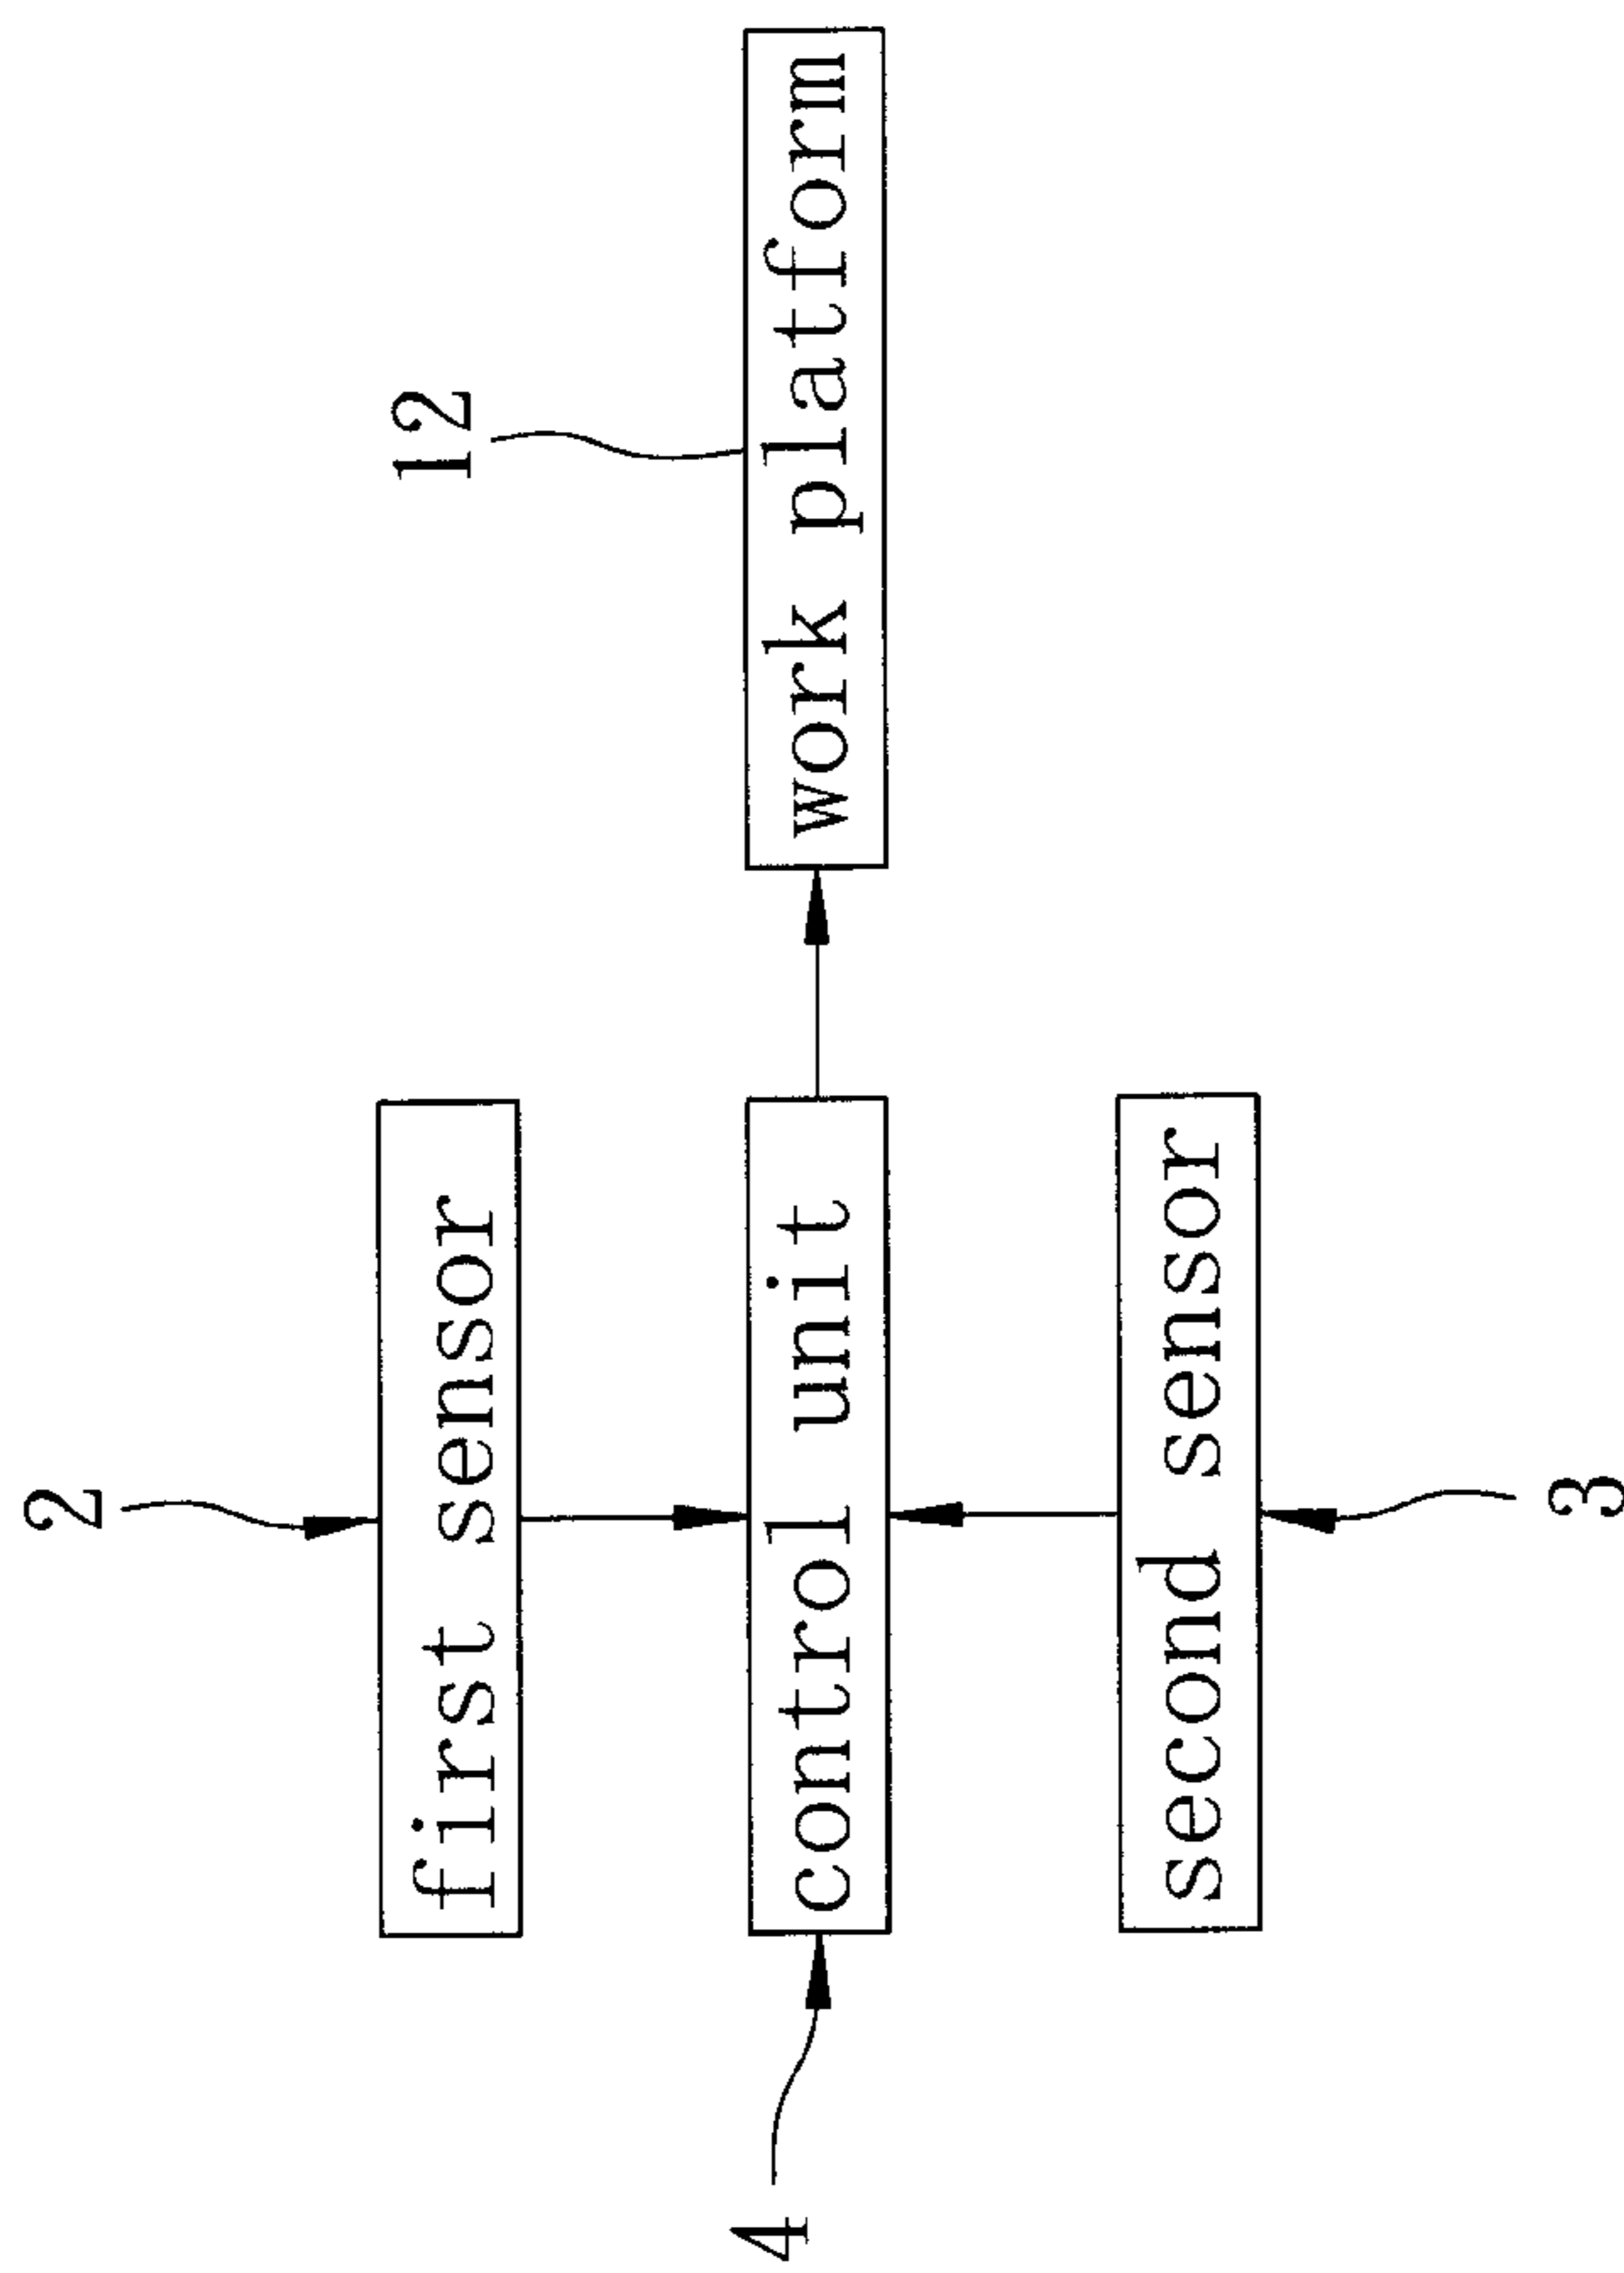 2
first sensor
12
4
control unit
work platform
second sensor
3